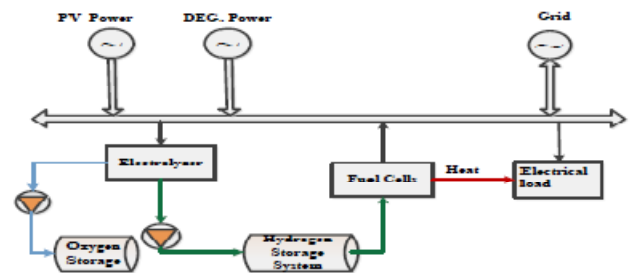 PV Power
DEG. Power
Grid
Electrolyser
Fuel Cells
Heat
Electrical
load
Oxygen
Storage
Hydrogen
Storage
System